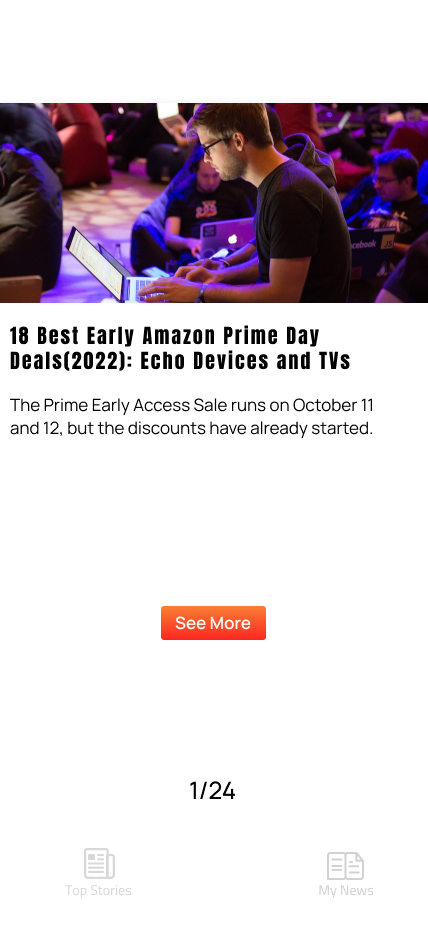 18 Best Early Amazon Prime Day
Deals(2022): Echo Devices and TVs
The Prime Early Access Sale runs on October 11
and 12, but the discounts have already started.
See More
1/24
Top Stories
My News